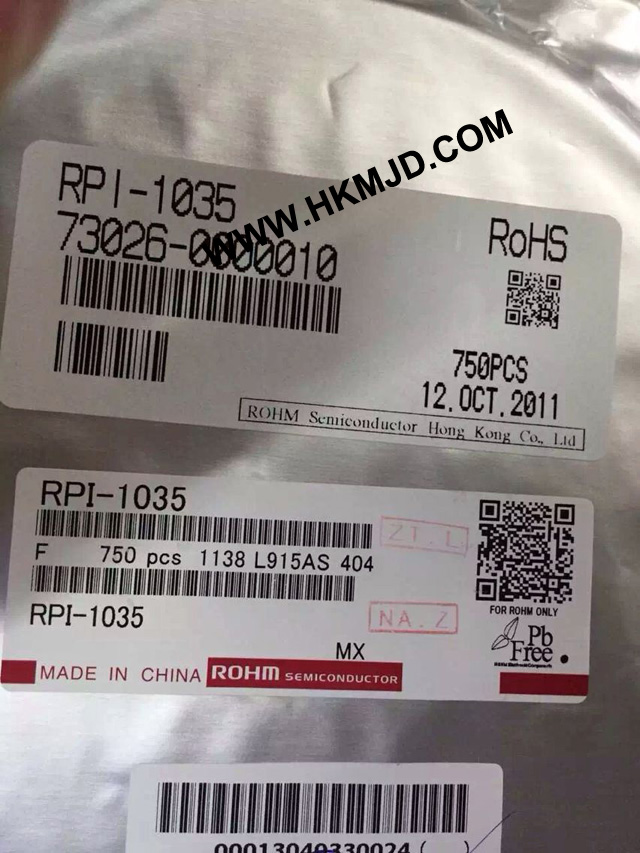 WWW.HKMJD.COM
RPI-1035
73026-0000010
RoHS
750PCS
12.OCT.2011
ROHM Semiconductor Hong Kong Co., Ltd
RPI-1035
ZT.L
F 750 pcs 1138 L915AS 404
RPI-1035
NA.Z
FOR ROHM ONLY
Pb
Free
MX
MADE IN CHINA ROHM SEMICONDUCTOR
00013040330024 ( )